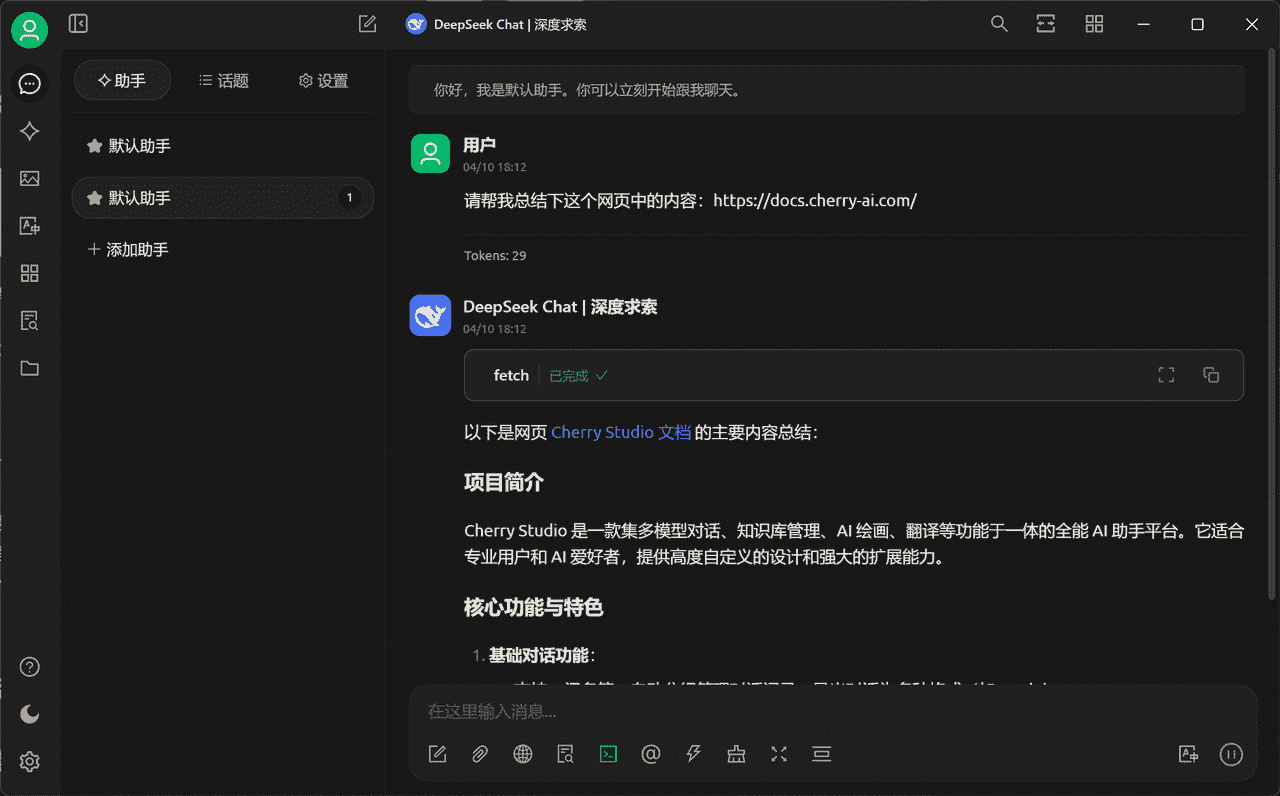 DeepSeek Chat | 深度求索
助手
话题
设置
默认助手
默认助手
1
添加助手
你好，我是默认助手。你可以立刻开始跟我聊天。
用户
04/10 18:12
请帮我总结下这个网页中的内容：https://docs.cherry-ai.com/
Tokens: 29
DeepSeek Chat | 深度求索
04/10 18:12
fetch
已完成
以下是网页 Cherry Studio 文档 的主要内容总结：
项目简介
Cherry Studio 是一款集多模型对话、知识库管理、AI 绘画、翻译等功能于一体的全能 AI 助手平台。它适合
专业用户和 AI 爱好者，提供高度自定义的设计和强大的扩展能力。
核心功能与特色
1. 基础对话功能：
在这里输入消息...